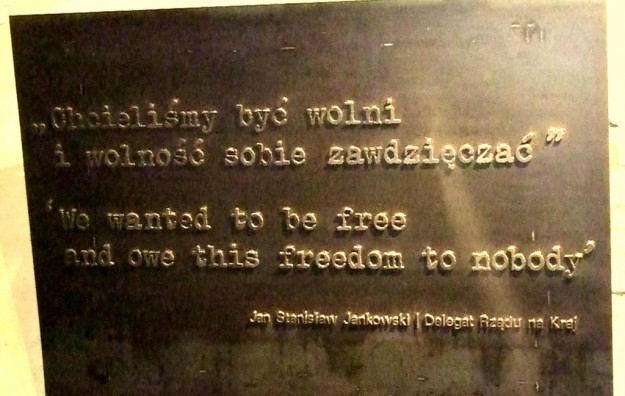 „Chcieliśmy być wolni
i wolność sobie zawdzięczać”
‘We wanted to be free
and owe this freedom to nobody’
Jan Stanisław Jankowski | Delegat Rządu na Kraj